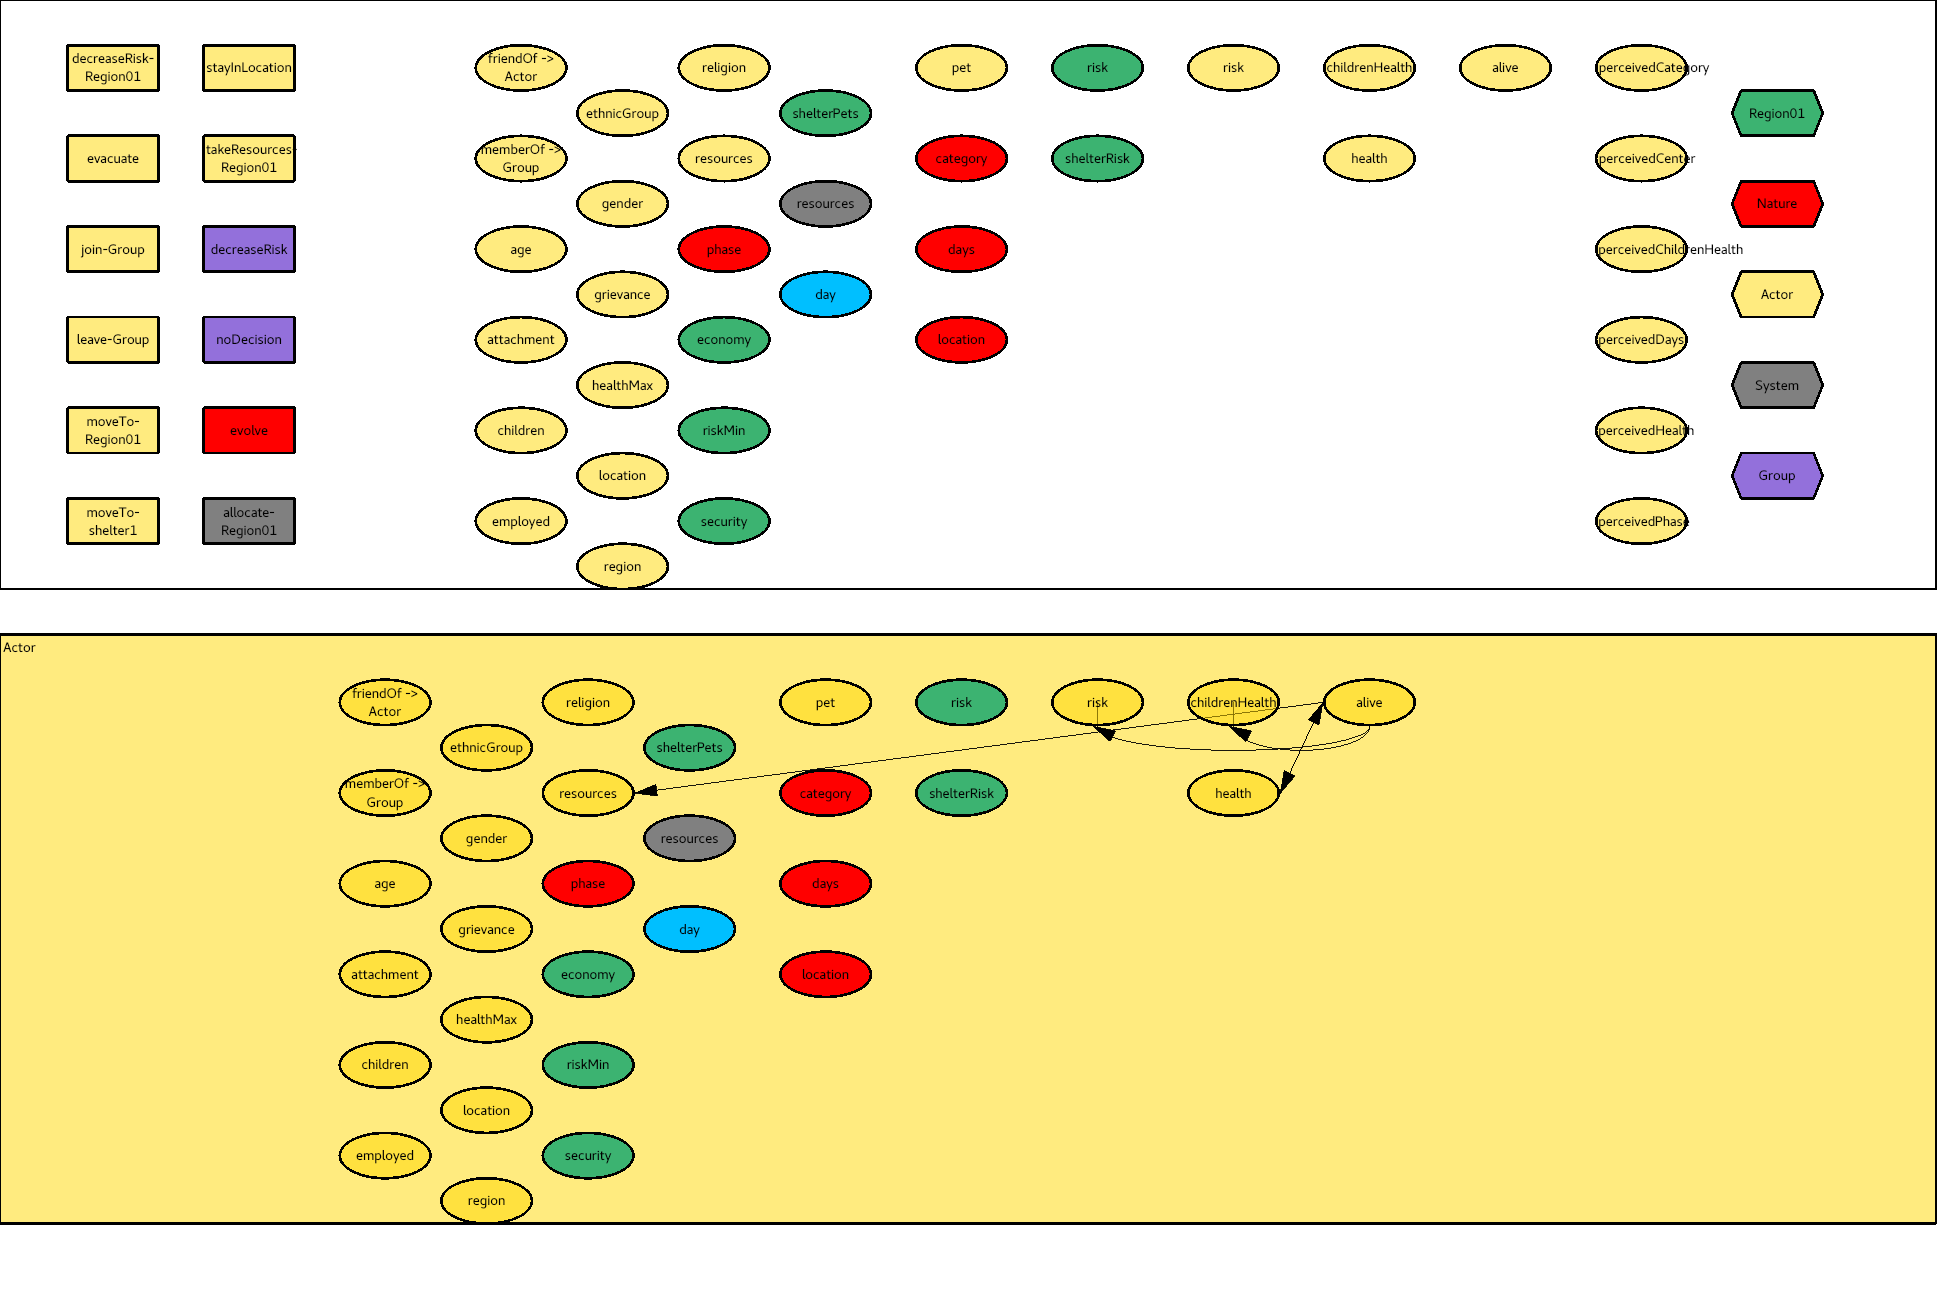 decreaseRisk-
Region01
stayInLocation
friendOf ->
Actor
religion
pet
risk
risk
childrenHealth
alive
perceivedCategory
ethnicGroup
shelterPets
Region01
evacuate
takeResources-
Region01
memberOf ->
Group
resources
category
shelterRisk
health
perceivedCenter
gender
resources
Nature
join-Group
decreaseRisk
age
phase
days
perceivedChildrenHealth
grievance
day
Actor
leave-Group
noDecision
attachment
economy
location
perceivedDays
healthMax
System
moveTo-
Region01
evolve
children
riskMin
perceivedHealth
location
Group
moveTo-
shelter1
allocate-
Region01
employed
security
perceivedPhase
region
Actor
friendOf ->
Actor
religion
pet
risk
risk
childrenHealth
alive
ethnicGroup
shelterPets
memberOf ->
Group
resources
category
shelterRisk
health
gender
resources
age
phase
days
grievance
day
attachment
economy
location
healthMax
children
riskMin
location
employed
security
region